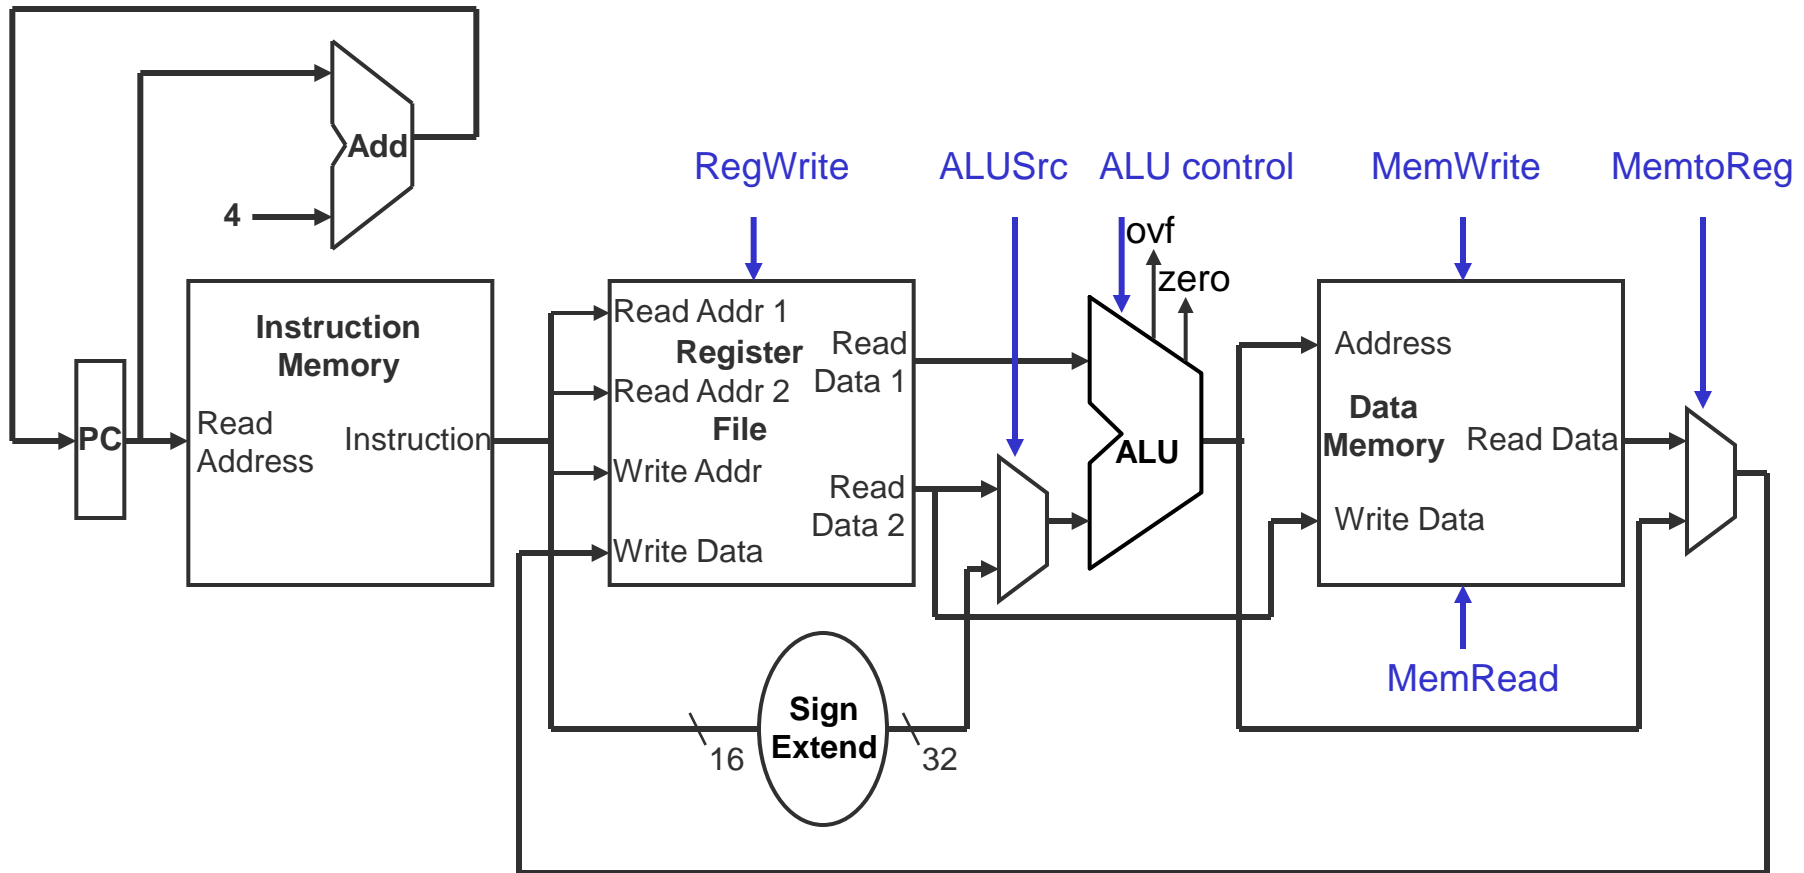 Add
4
RegWrite
ALUSrc
ALU control
MemWrite
MemtoReg
ovf
zero
PC
Instruction
Memory
Read
Address
Instruction
Read Addr 1
Register
Read Addr 2
File
Write Addr
Write Data
Read
Data 1
Read
Data 2
ALU
Address
Data
Memory
Read Data
Write Data
MemRead
Sign
Extend
16
32